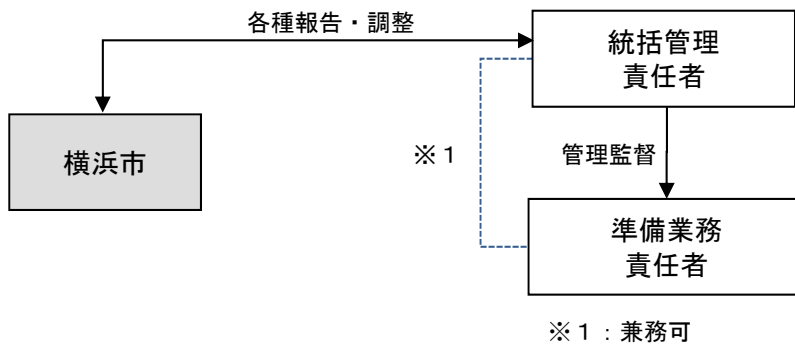 各種報告・調整
統括管理
責任者
横浜市
※１
管理監督
準備業務
責任者
※１：兼務可